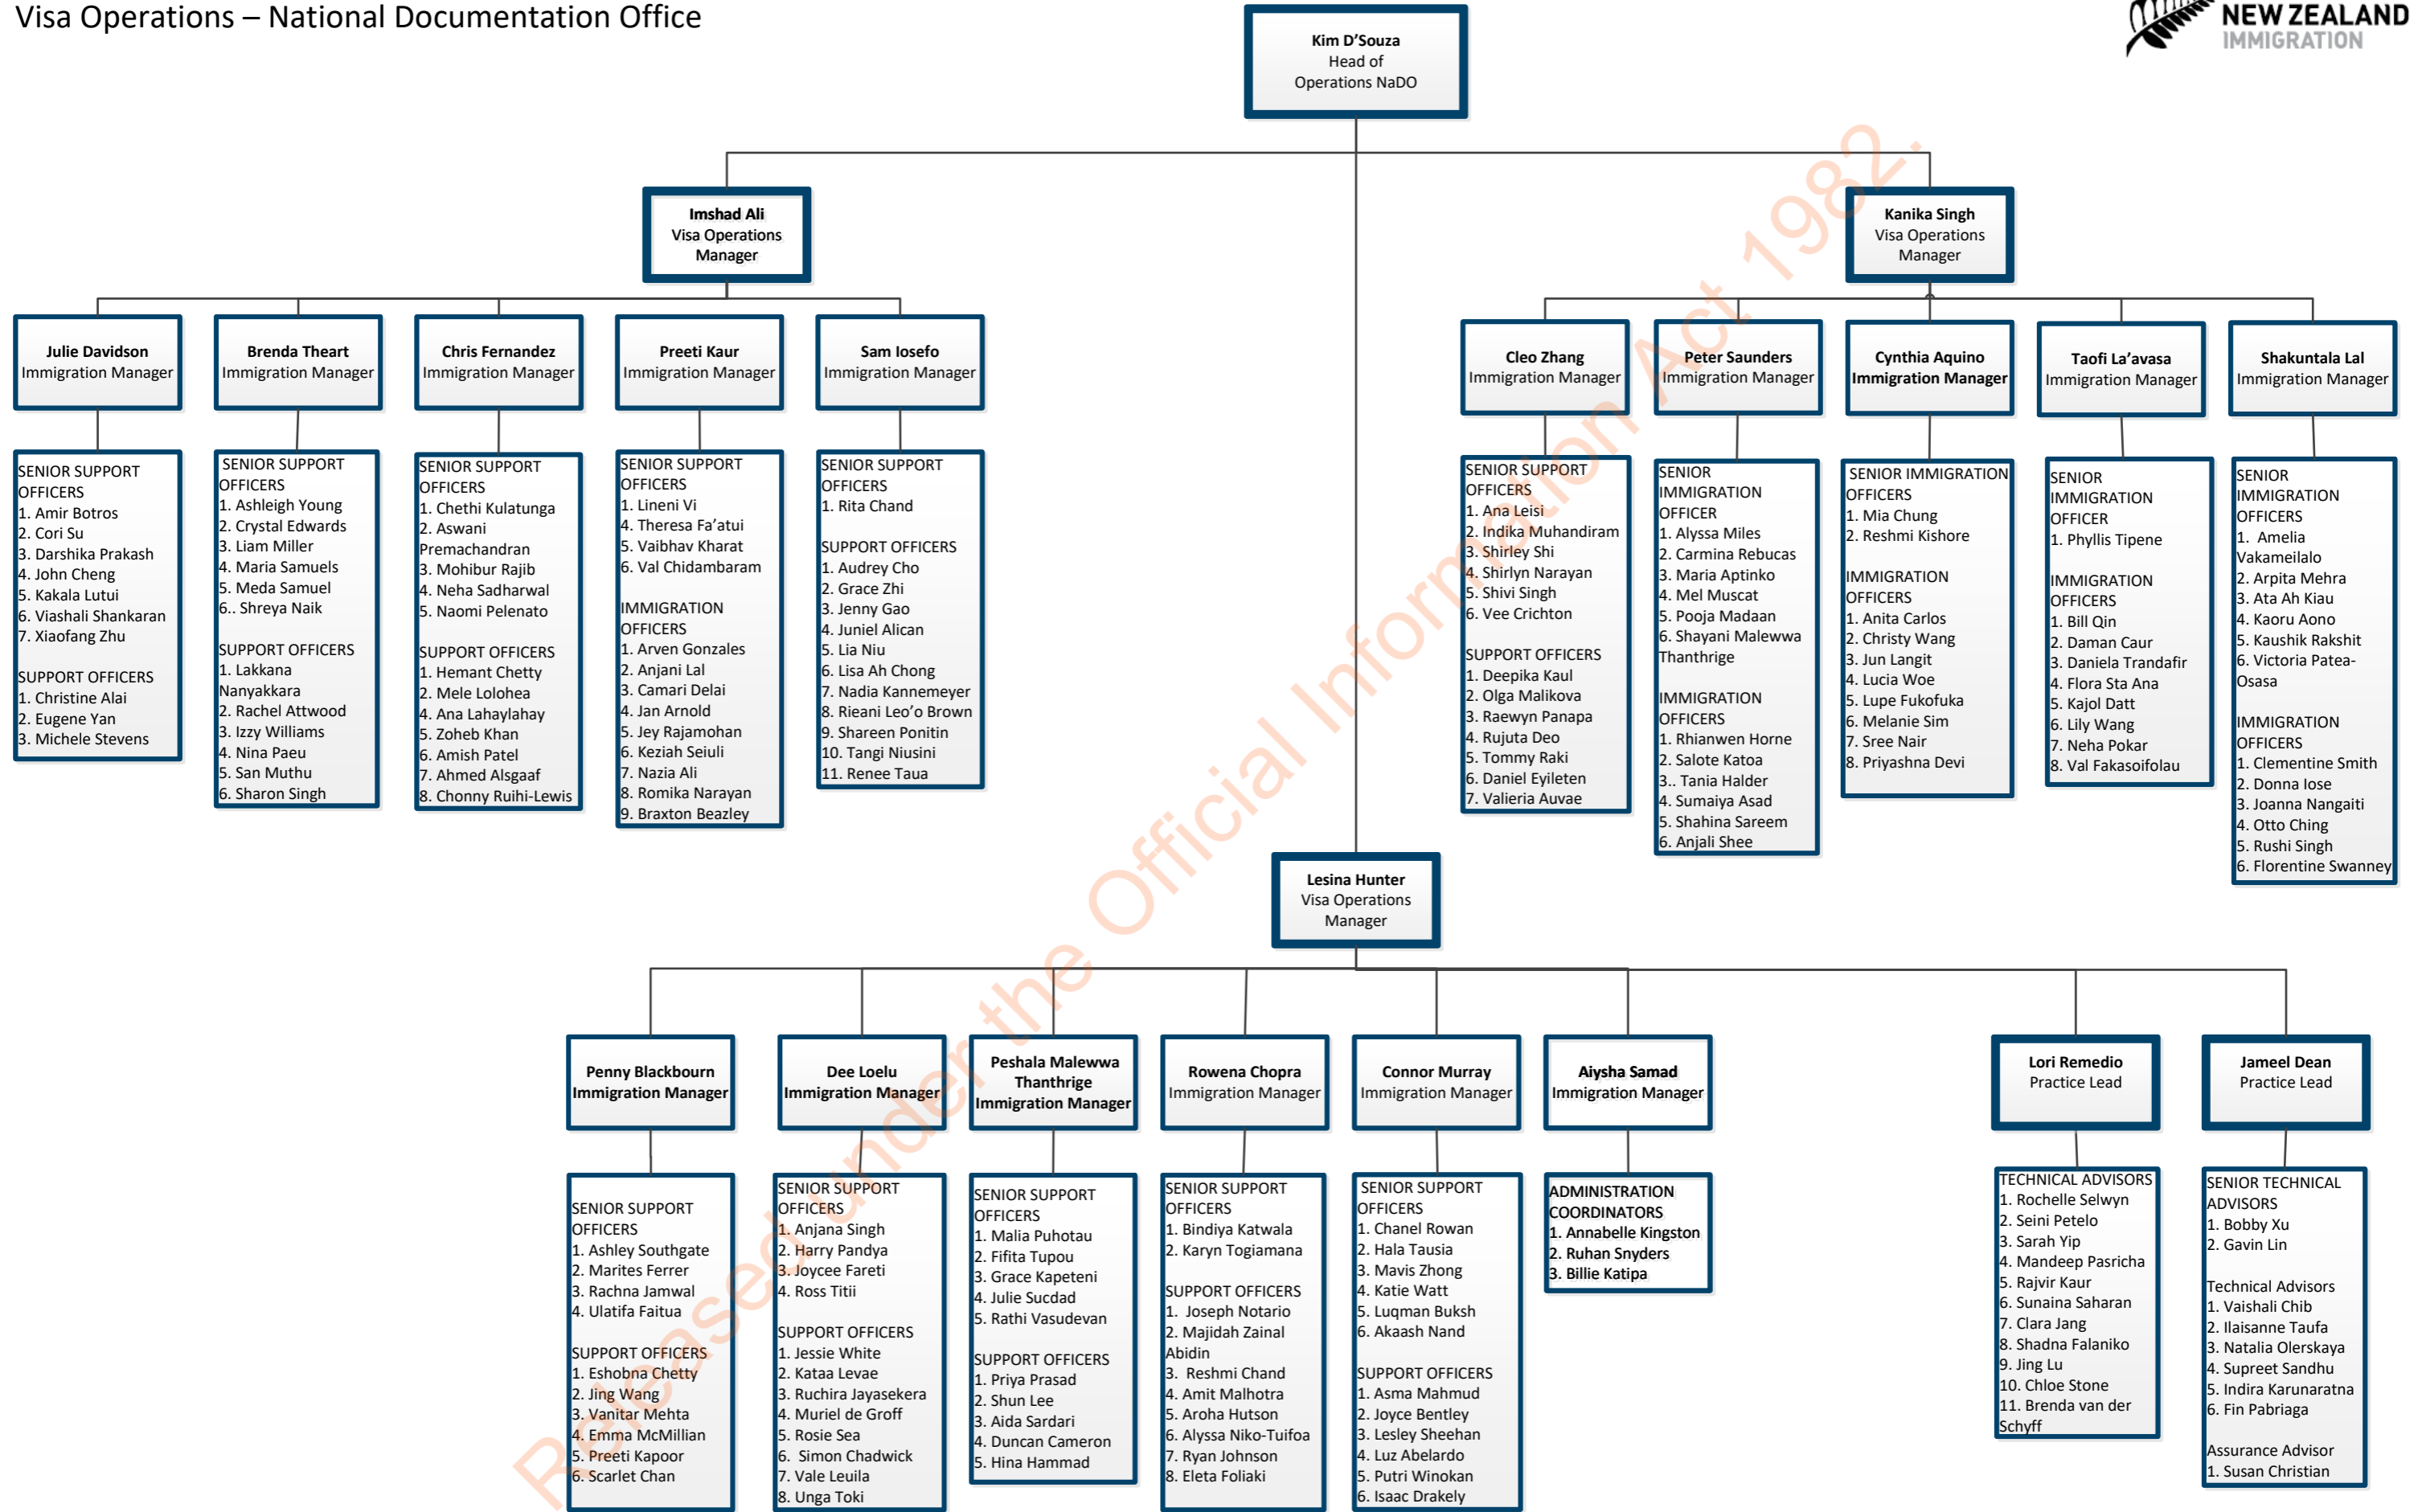 Visa Operations – National Documentation Office
NEW ZEALAND
IMMIGRATION
Kim D’Souza
Head of
Operations NaDO
Imshad Ali
Visa Operations
Manager
Kanika Singh
Visa Operations
Manager
Julie Davidson
Immigration Manager
Brenda Theart
Immigration Manager
Chris Fernandez
Immigration Manager
Preeti Kaur
Immigration Manager
Sam Iosefo
Immigration Manager
Cleo Zhang
Immigration Manager
Peter Saunders
Immigration Manager
Cynthia Aquino
Immigration Manager
Taofi La’avasa
Immigration Manager
Shakuntala Lal
Immigration Manager
SENIOR SUPPORT
OFFICERS
1. Amir Botros
2. Cori Su
3. Darshika Prakash
4. John Cheng
5. Kakala Lutui
6. Viashali Shankaran
7. Xiaofang Zhu
SUPPORT OFFICERS
1. Christine Alai
2. Eugene Yan
3. Michele Stevens
SENIOR SUPPORT
OFFICERS
1. Ashleigh Young
2. Crystal Edwards
3. Liam Miller
4. Maria Samuels
5. Meda Samuel
6.. Shreya Naik
SUPPORT OFFICERS
1. Lakkana
Nanyakkara
2. Rachel Attwood
3. Izzy Williams
4. Nina Paeu
5. San Muthu
6. Sharon Singh
SENIOR SUPPORT
OFFICERS
1. Chethi Kulatunga
2. Aswani
Premachandran
3. Mohibur Rajib
4. Neha Sadharwal
5. Naomi Pelenato
SUPPORT OFFICERS
1. Hemant Chetty
2. Mele Lolohea
4. Ana Lahaylahay
5. Zoheb Khan
6. Amish Patel
7. Ahmed Alsgaaf
8. Chonny Ruihi-Lewis
SENIOR SUPPORT
OFFICERS
1. Lineni Vi
4. Theresa Fa’atui
5. Vaibhav Kharat
6. Val Chidambaram
IMMIGRATION
OFFICERS
1. Arven Gonzales
2. Anjani Lal
3. Camari Delai
4. Jan Arnold
5. Jey Rajamohan
6. Keziah Seiuli
7. Nazia Ali
8. Romika Narayan
9. Braxton Beazley
SENIOR SUPPORT
OFFICERS
1. Rita Chand
SUPPORT OFFICERS
1. Audrey Cho
2. Grace Zhi
3. Jenny Gao
4. Juniel Alican
5. Lia Niu
6. Lisa Ah Chong
7. Nadia Kannemeyer
8. Rieani Leo’o Brown
9. Shareen Ponitin
10. Tangi Niusini
11. Renee Taua
SENIOR SUPPORT
OFFICERS
1. Ana Leisi
2. Indika Muhandiram
3. Shirley Shi
4. Shirlyn Narayan
5. Shivi Singh
6. Vee Crichton
SUPPORT OFFICERS
1. Deepika Kaul
2. Olga Malikova
3. Raewyn Panapa
4. Rujuta Deo
5. Tommy Raki
6. Daniel Eyileten
7. Valieria Auvae
SENIOR
IMMIGRATION
OFFICER
1. Alyssa Miles
2. Carmina Rebucas
3. Maria Aptinko
4. Mel Muscat
5. Pooja Madaan
6. Shayani Malewwa
Thanthrige
IMMIGRATION
OFFICERS
1. Rhianwen Horne
2. Salote Katoa
3.. Tania Halder
4. Sumaiya Asad
5. Shahina Sareem
6. Anjali Shee
SENIOR IMMIGRATION
OFFICERS
1. Mia Chung
2. Reshmi Kishore
IMMIGRATION
OFFICERS
1. Anita Carlos
2. Christy Wang
3. Jun Langit
4. Lucia Woe
5. Lupe Fukofuka
6. Melanie Sim
7. Sree Nair
8. Priyashna Devi
SENIOR
IMMIGRATION
OFFICER
1. Phyllis Tipene
IMMIGRATION
OFFICERS
1. Bill Qin
2. Daman Caur
3. Daniela Trandafir
4. Flora Sta Ana
5. Kajol Datt
6. Lily Wang
7. Neha Pokar
8. Val Fakasoifolau
SENIOR
IMMIGRATION
OFFICERS
1. Amelia
Vakameilalo
2. Arpita Mehra
3. Ata Ah Kiau
4. Kaoru Aono
5. Kaushik Rakshit
6. Victoria Patea-
Osasa
IMMIGRATION
OFFICERS
1. Clementine Smith
2. Donna Iose
3. Joanna Nangaiti
4. Otto Ching
5. Rushi Singh
6. Florentine Swanney
Lesina Hunter
Visa Operations
Manager
Penny Blackbourn
Immigration Manager
Dee Loelu
Immigration Manager
Peshala Malewwa
Thanthrige
Immigration Manager
Rowena Chopra
Immigration Manager
Connor Murray
Immigration Manager
Aiysha Samad
Immigration Manager
Lori Remedio
Practice Lead
Jameel Dean
Practice Lead
SENIOR SUPPORT
OFFICERS
1. Ashley Southgate
2. Marites Ferrer
3. Rachna Jamwal
4. Ulatifa Faitua
SUPPORT OFFICERS
1. Eshobna Chetty
2. Jing Wang
3. Vanitar Mehta
4. Emma McMillian
5. Preeti Kapoor
6. Scarlet Chan
SENIOR SUPPORT
OFFICERS
1. Anjana Singh
2. Harry Pandya
3. Joycee Fareti
4. Ross Titii
SUPPORT OFFICERS
1. Jessie White
2. Kataa Levae
3. Ruchira Jayasekera
4. Muriel de Groff
5. Rosie Sea
6. Simon Chadwick
7. Vale Leuila
8. Unga Toki
SENIOR SUPPORT
OFFICERS
1. Malia Puhotau
2. Fifita Tupou
3. Grace Kapeteni
4. Julie Sucdad
5. Rathi Vasudevan
SUPPORT OFFICERS
1. Priya Prasad
2. Shun Lee
3. Aida Sardari
4. Duncan Cameron
5. Hina Hammad
SENIOR SUPPORT
OFFICERS
1. Bindiya Katwala
2. Karyn Togiamana
SUPPORT OFFICERS
1. Joseph Notario
2. Majidah Zainal
Abidin
3. Reshmi Chand
4. Amit Malhotra
5. Aroha Hutson
6. Alyssa Niko-Tuifoa
7. Ryan Johnson
8. Eleta Foliaki
SENIOR SUPPORT
OFFICERS
1. Chanel Rowan
2. Hala Tausia
3. Mavis Zhong
4. Katie Watt
5. Luqman Buksh
6. Akaash Nand
SUPPORT OFFICERS
1. Asma Mahmud
2. Joyce Bentley
3. Lesley Sheehan
4. Luz Abelardo
5. Putri Winokan
6. Isaac Drakely
ADMINISTRATION
COORDINATORS
1. Annabelle Kingston
2. Ruhan Snyders
3. Billie Katipa
TECHNICAL ADVISORS
1. Rochelle Selwyn
2. Seini Petelo
3. Sarah Yip
4. Mandeep Pasricha
5. Rajvir Kaur
6. Sunaina Saharan
7. Clara Jang
8. Shadna Falaniko
9. Jing Lu
10. Chloe Stone
11. Brenda van der
Schyff
SENIOR TECHNICAL
ADVISORS
1. Bobby Xu
2. Gavin Lin
Technical Advisors
1. Vaishali Chib
2. Ilaisanne Taufa
3. Natalia Olerskaya
4. Supreet Sandhu
5. Indira Karunaratna
6. Fin Pabriaga
Assurance Advisor
1. Susan Christian
Released under the Official Information Act 1982.